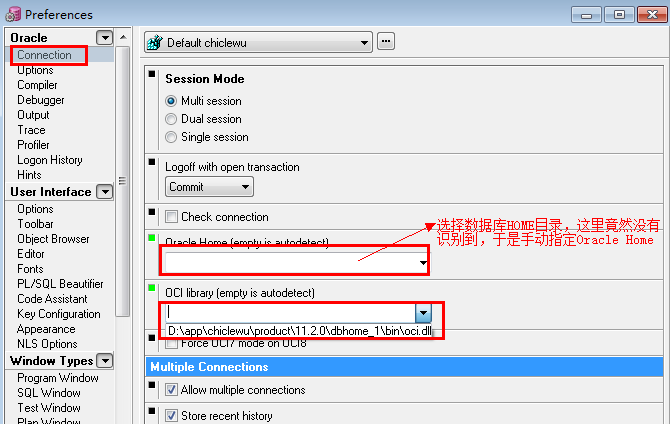 Preferences
Oracle
Connection
Options
Compiler
Debugger
Output
Trace
Profiler
Logon History
Hints
User Interface
Options
Toolbar
Object Browser
Editor
Fonts
PL/SQL Beautifier
Code Assistant
Key Configuration
Appearance
NLS Options
Window Types
Program Window
SQL Window
Test Window
Plan Window
Default chiclewu
...
Session Mode
Multi session
Dual session
Single session
Logoff with open transaction
Commit
Check connection
Oracle Home (empty is autodetect)
选择数据库HOME目录，这里竟然没有
识别到，于是手动指定Oracle Home
OCI library (empty is autodetect)
D:\app\chiclewu\product\11.2.0\dbhome_1\bin\oci.dll
Force OCI7 mode on OCI8
Multiple Connections
Allow multiple connections
Store recent history